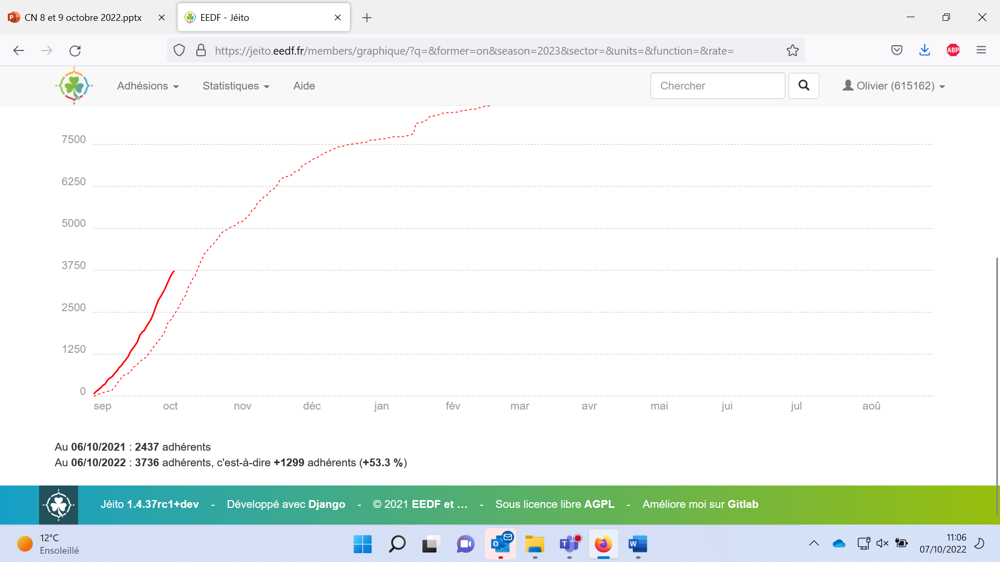 CN 8 et 9 octobre 2022.pptx
EEDF - Jéito
https://jeito.eedf.fr/members/graphique/?q=&former=on&season=2023&sector=&units=&function=&rate=
ABP
Adhésions
Statistiques
Aide
Chercher
Olivier (615162)
7500
6250
5000
3750
2500
1250
0
sep oct nov déc jan fév mar avr mai jui jul aoû
Au 06/10/2021 : 2437 adhérents
Au 06/10/2022 : 3736 adhérents, c'est-à-dire +1299 adhérents (+53.3 %)
Jéito 1.4.37rc1+dev - Développé avec Django - © 2021 EEDF et ... - Sous licence libre AGPL - Améliore moi sur Gitlab
12°C
Ensoleillé
11:06
07/10/2022